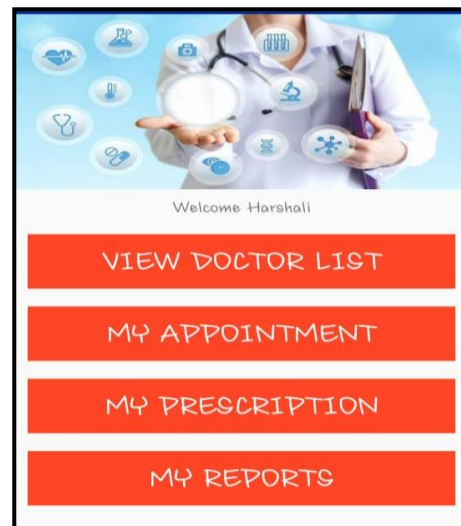 Welcome Harshali
VIEW DOCTOR LIST
MY APPOINTMENT
MY PRESCRIPTION
MY REPORTS